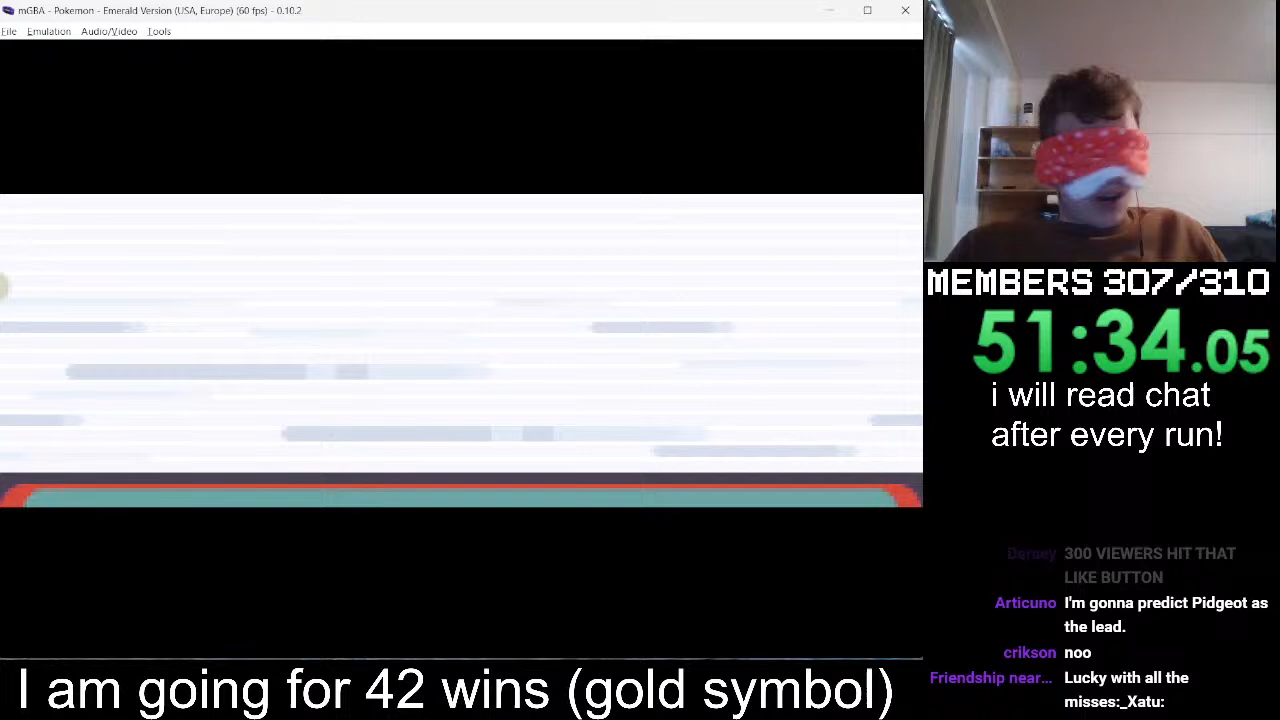 mGBA - Pokemon - Emerald Version (USA, Europe) (60 fps) - 0.10.2
File Emulation Audio/Video Tools
MEMBERS 307/310
51:34.05
i will read chat
after every run!
Dersey 300 VIEWERS HIT THAT
LIKE BUTTON
Articuno I'm gonna predict Pidgeot as
the lead.
crikson noo
Friendship near... Lucky with all the
misses:_Xatu:
I am going for 42 wins (gold symbol)